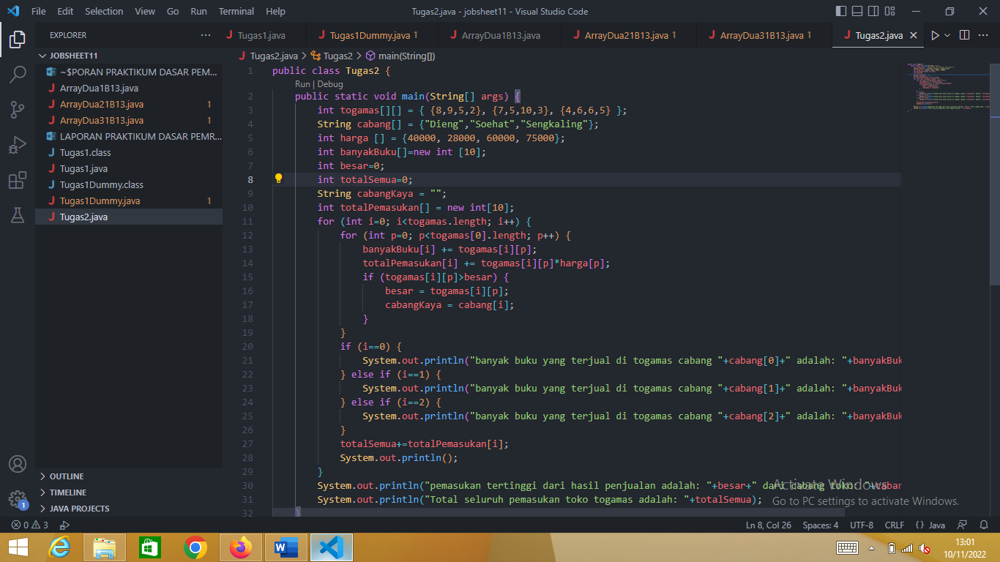 File Edit Selection View Go Run Terminal Help
Tugas2.java - jobsheet11 - Visual Studio Code
EXPLORER
JOBSHEET11
~$PORAN PRAKTIKUM DASAR PEM...
ArrayDua1B13.java
ArrayDua21B13.java 1
ArrayDua31B13.java 1
LAPORAN PRAKTIKUM DASAR PEMR...
Tugas1.class
Tugas1.java
Tugas1Dummy.class
Tugas1Dummy.java 1
Tugas2.java
OUTLINE
TIMELINE
JAVA PROJECTS
Tugas1.java Tugas1Dummy.java 1 ArrayDua1B13.java ArrayDua21B13.java 1 ArrayDua31B13.java 1 Tugas2.java
Tugas2.java > Tugas2 > main(String[])
1 public class Tugas2 {
Run | Debug
2 public static void main(String[] args) {
3 int togamas[][] = { {8,9,5,2}, {7,5,10,3}, {4,6,6,5} };
4 String cabang[] = {"Dieng","Soehat","Sengkaling"};
5 int harga [] = {40000, 28000, 60000, 75000};
6 int banyakBuku[]=new int [10];
7 int besar=0;
8 int totalSemua=0;
9 String cabangKaya = "";
10 int totalPemasukan[] = new int[10];
11 for (int i=0; i<togamas.length; i++) {
12 for (int p=0; p<togamas[0].length; p++) {
13 banyakBuku[i] += togamas[i][p];
14 totalPemasukan[i] += togamas[i][p]*harga[p];
15 if (togamas[i][p]>besar) {
16 besar = togamas[i][p];
17 cabangKaya = cabang[i];
18 }
19 }
20 if (i==0) {
21 System.out.println("banyak buku yang terjual di togamas cabang "+cabang[0]+" adalah: "+banyakBuk
22 } else if (i==1) {
23 System.out.println("banyak buku yang terjual di togamas cabang "+cabang[1]+" adalah: "+banyakBuk
24 } else if (i==2) {
25 System.out.println("banyak buku yang terjual di togamas cabang "+cabang[2]+" adalah: "+banyakBuk
26 }
27 totalSemua+=totalPemasukan[i];
28 System.out.println();
29 }
30 System.out.println("pemasukan tertinggi dari hasil penjualan adalah: "+besar+" dari cabang toko: "+caban
31 System.out.println("Total seluruh pemasukan toko togamas adalah: "+totalSemua);
32 }
Activate Windows
Go to PC settings to activate Windows.
1
0 3
Ln 8, Col 26 Spaces: 4 UTF-8 CRLF {} Java
13:01
10/11/2022